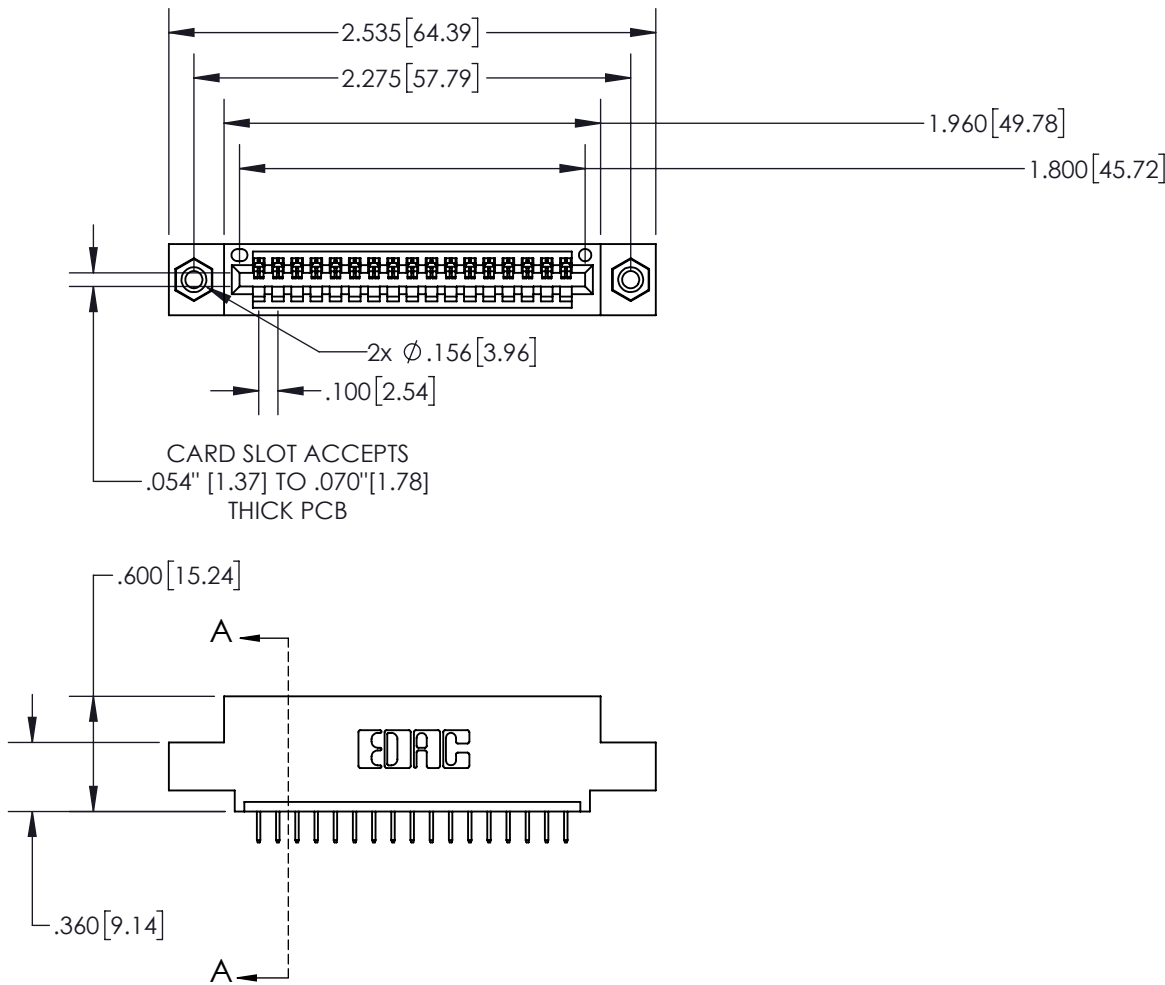 2.535[64.39]
2.275[57.79]
1.960[49.78]
1.800[45.72]
2x ∅.156[3.96]
.100[2.54]
CARD SLOT ACCEPTS
.054" [1.37] TO .070"[1.78]
THICK PCB
.600[15.24]
A
EDAC
.360[9.14]
A